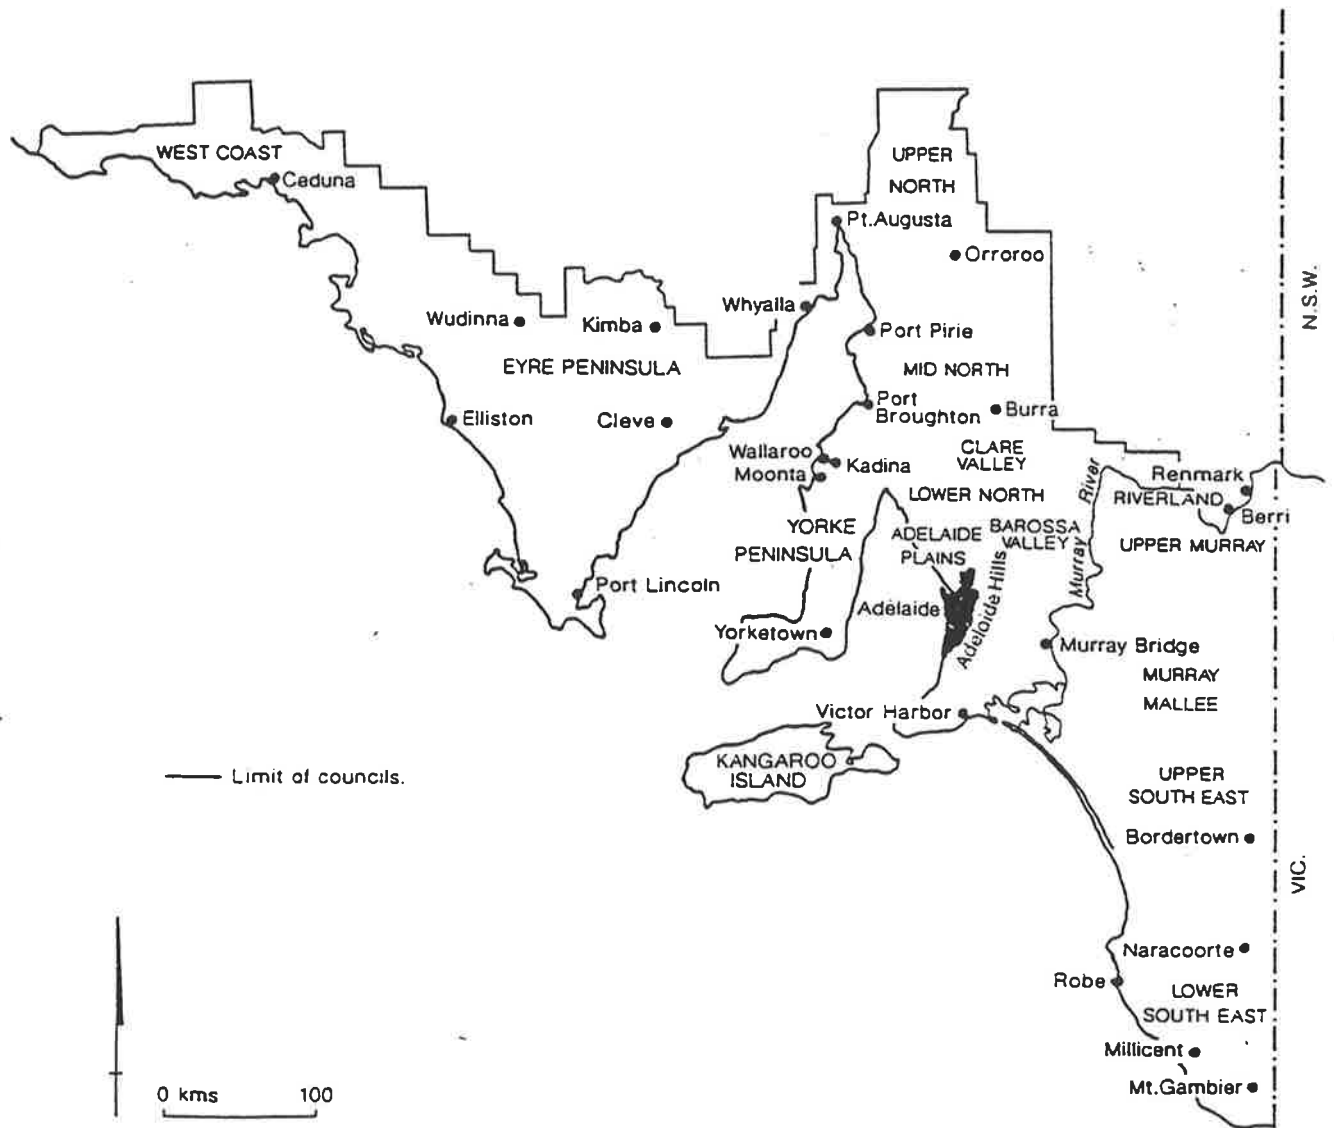 WEST COAST
Ceduna
UPPER
NORTH
Pt.Augusta
Orroroo
N.S.W.
Whyalla
Wudinna
Kimba
Port Pirie
EYRE PENINSULA
MID NORTH
Elliston
Cleve
Port
Broughton
Burra
Wallaroo
Moonta
Kadina
CLARE
VALLEY
LOWER NORTH
River
Murray
Renmark
RIVERLAND
Berri
UPPER MURRAY
YORKE
PENINSULA
ADELAIDE
PLAINS
BAROSSA
VALLEY
Port Lincoln
Adelaide
Adelaide Hills
Yorketown
Murray Bridge
MURRAY
MALLEE
Victor Harbor
KANGAROO
ISLAND
Limit of councils.
UPPER
SOUTH EAST
Bordertown
VIC.
Naracoorte
Robe
LOWER
SOUTH EAST
Millicent
Mt.Gambier
0 kms 100